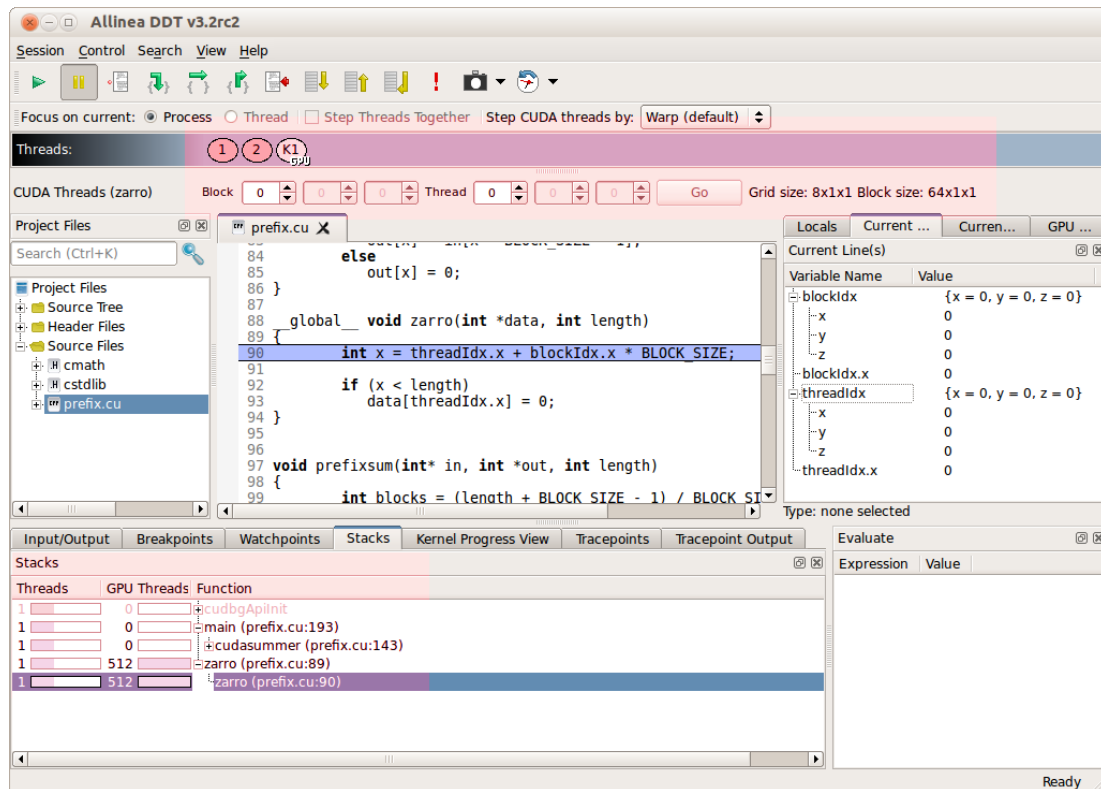 Allinea DDT v3.2rc2
Session Control Search View Help
Focus on current: Process Thread Step Threads Together Step CUDA threads by: Warp (default)
Threads: 1 2 K1 GPU
CUDA Threads (zarro) Block 0 0 0 Thread 0 0 0 Go Grid size: 8x1x1 Block size: 64x1x1
Project Files
Search (Ctrl+K)
Project Files
Source Tree
Header Files
Source Files
cmath
cstdlib
prefix.cu
prefix.cu
83 out[x] = in[x - BLOCK_SIZE - 1];
84 else
85 out[x] = 0;
86 }
87
88 __global__ void zarro(int *data, int length)
89 {
90 int x = threadIdx.x + blockIdx.x * BLOCK_SIZE;
91
92 if (x < length)
93 data[threadIdx.x] = 0;
94 }
95
96
97 void prefixsum(int* in, int *out, int length)
98 {
99 int blocks = (length + BLOCK_SIZE - 1) / BLOCK_SI
Locals Current ... Curren... GPU ...
Current Line(s)
Variable Name Value
blockIdx {x = 0, y = 0, z = 0}
x 0
y 0
z 0
blockIdx.x 0
threadIdx {x = 0, y = 0, z = 0}
x 0
y 0
z 0
threadIdx.x 0
Type: none selected
Input/Output Breakpoints Watchpoints Stacks Kernel Progress View Tracepoints Tracepoint Output
Stacks
Threads GPU Threads Function
1 0 cudbgApiInit
1 0 main (prefix.cu:193)
1 0 cudasummer (prefix.cu:143)
1 512 zarro (prefix.cu:89)
1 512 zarro (prefix.cu:90)
Evaluate
Expression Value
Ready